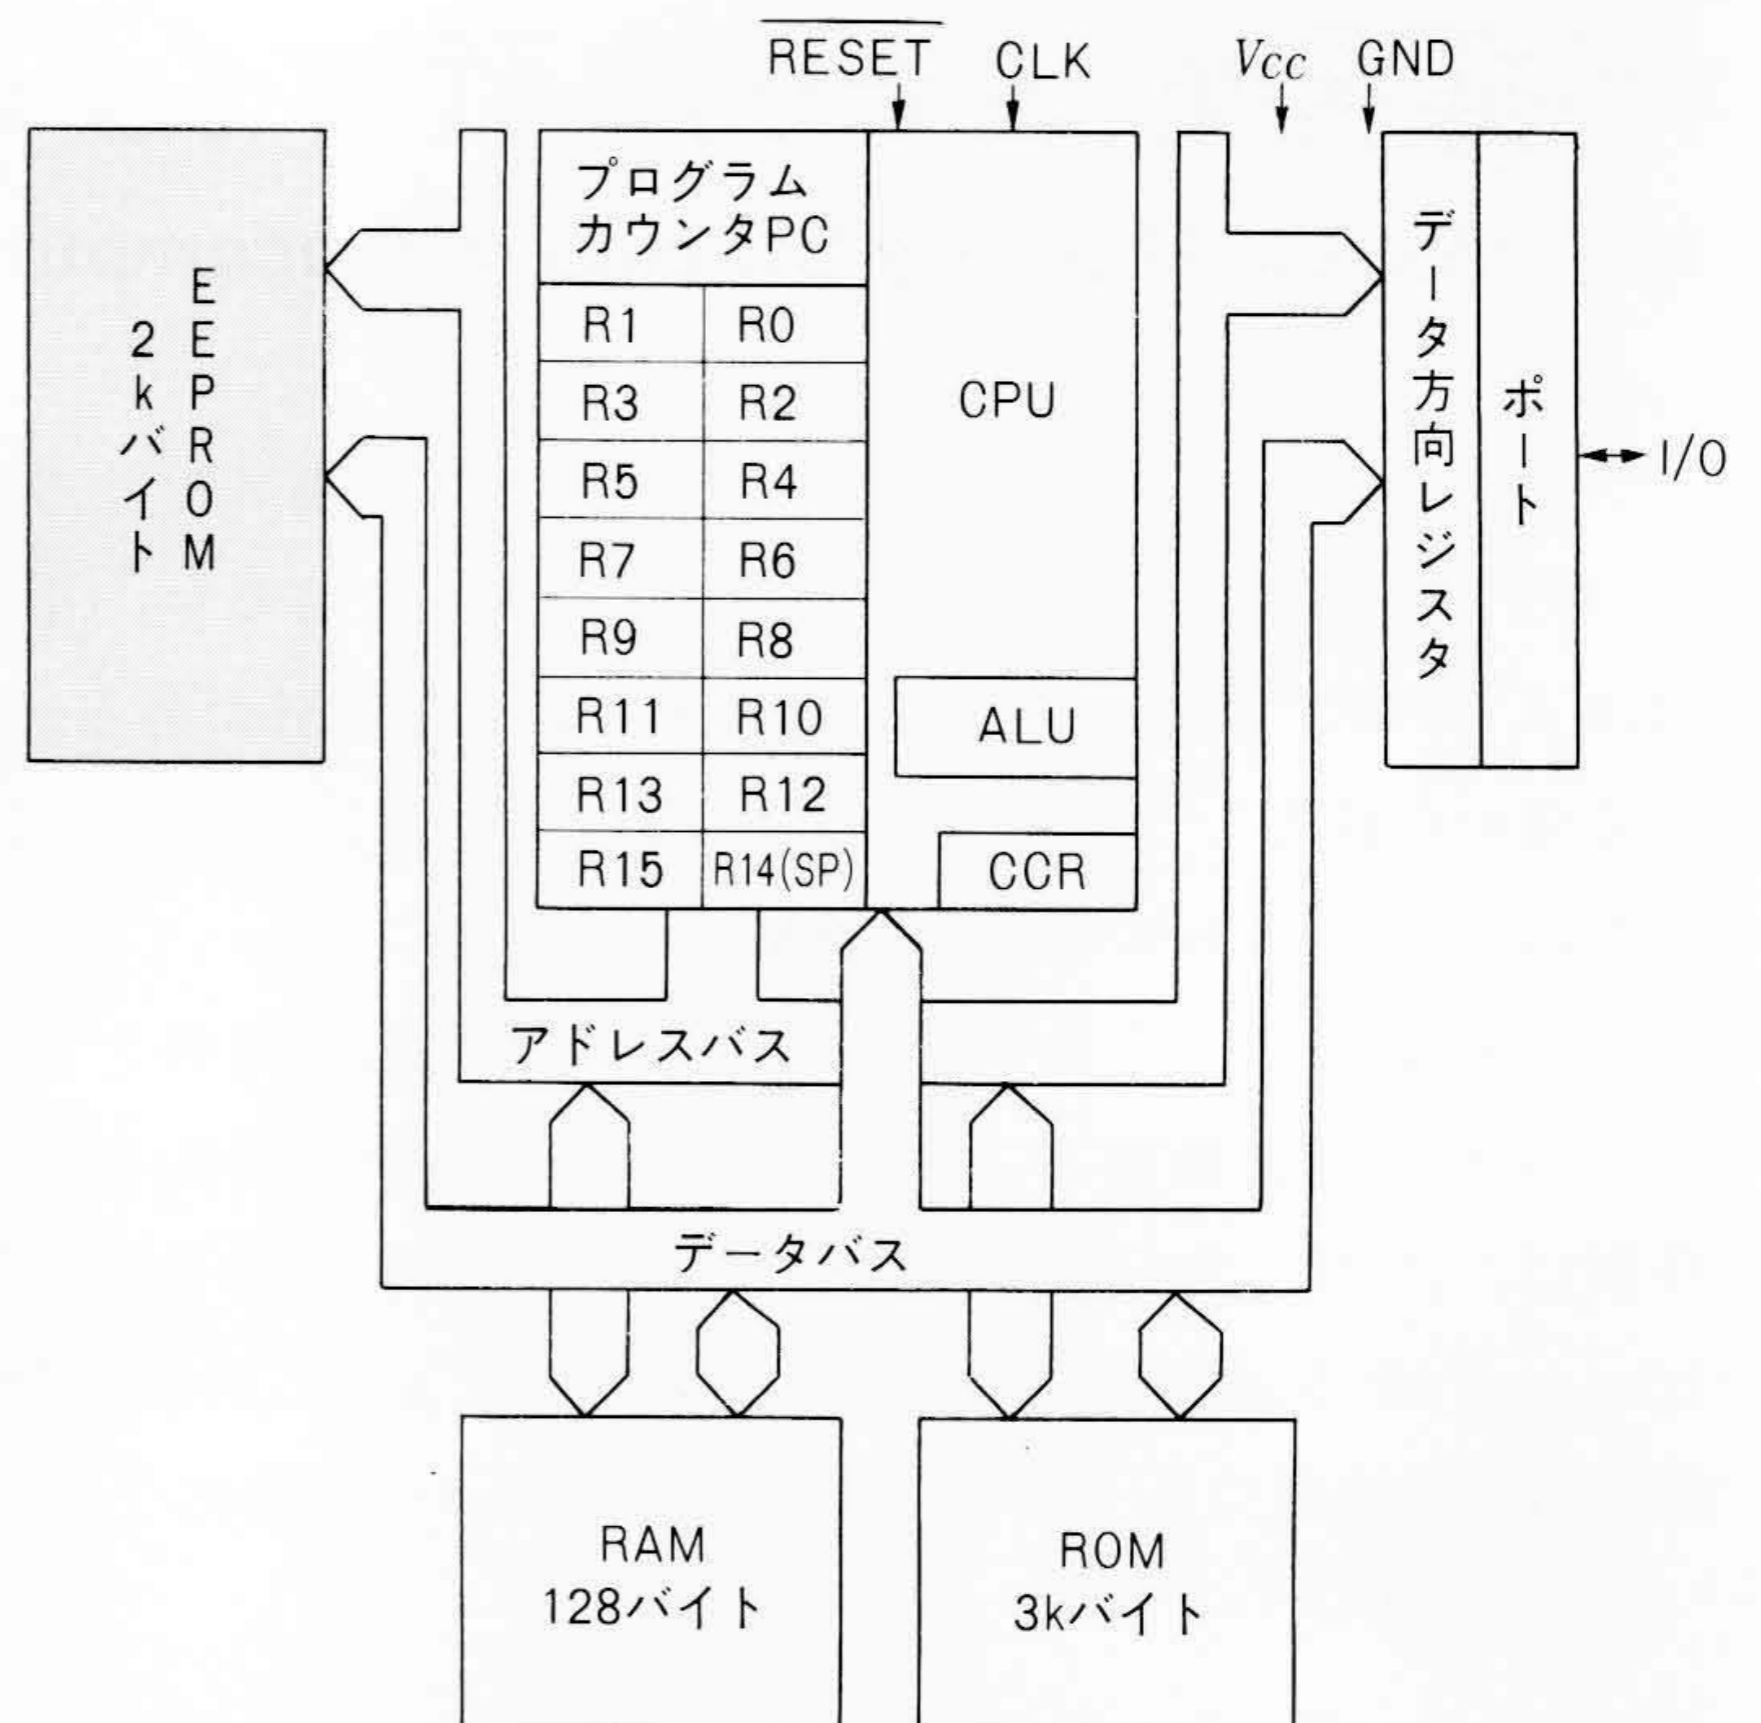 RESET CLK Vcc GND
EEPROM
2kバイト
プログラム
カウンタPC
R1 R0
R3 R2
R5 R4
R7 R6
R9 R8
R11 R10
R13 R12
R15 R14(SP)
CPU
ALU
CCR
データ方向レジスタ
ポート
I/O
アドレスバス
データバス
RAM
128バイト
ROM
3kバイト